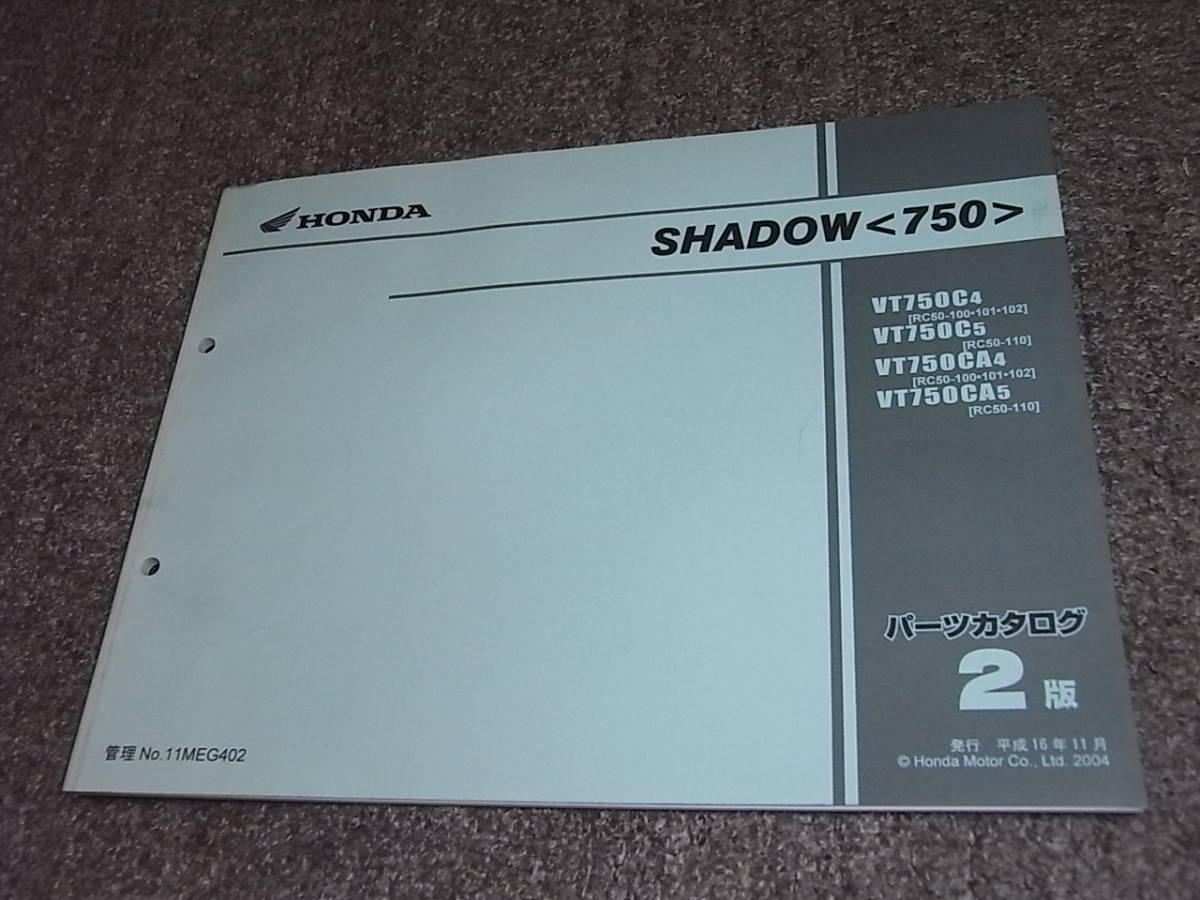 HONDA
SHADOW<750>
VT750C4
[RC50-100・101・102]
VT750C5
[RC50-110]
VT750CA4
[RC50-100・101・102]
VT750CA5
[RC50-110]
パーツカタログ
2版
発行 平成16年11月
© Honda Motor Co., Ltd. 2004
管理 No.11MEG402